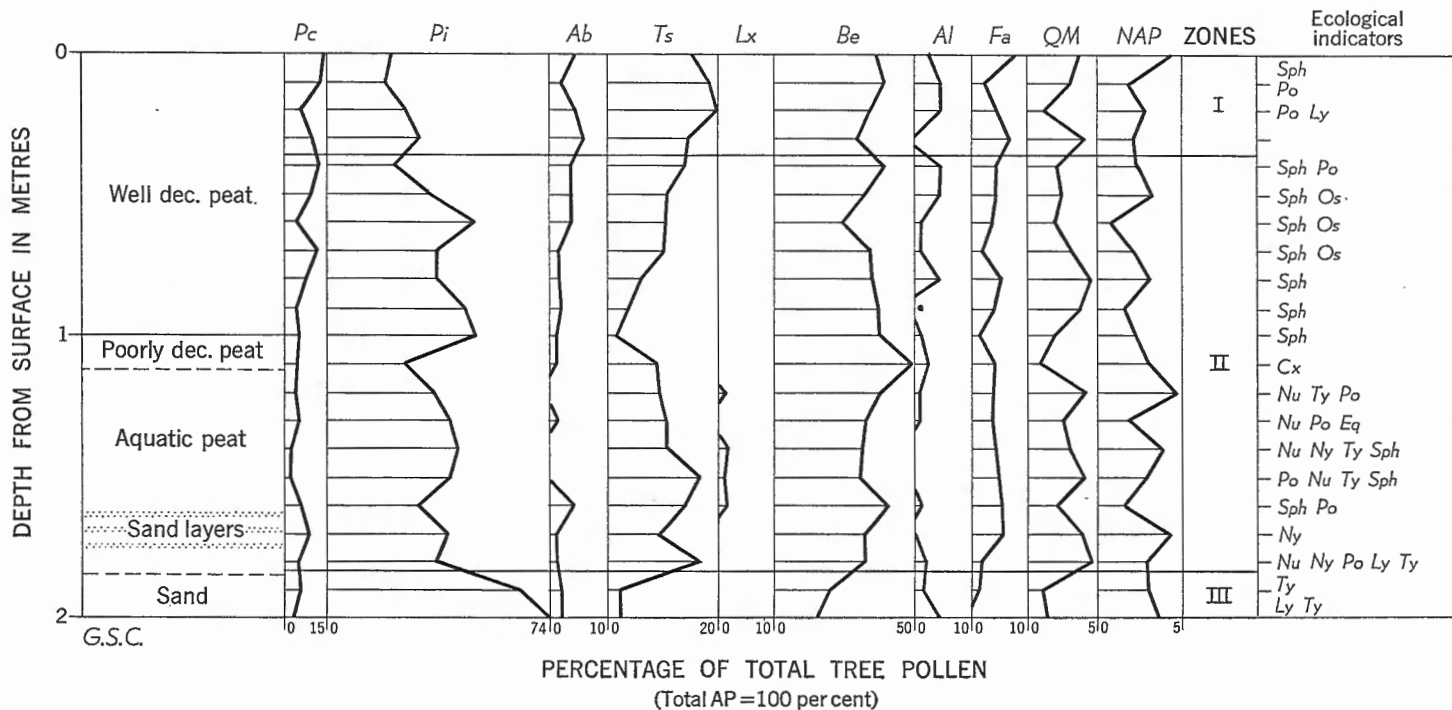 Pc Pi Ab Ts Lx Be Al Fa QM NAP ZONES Ecological indicators
DEPTH FROM SURFACE IN METRES
0
1
2
Well dec. peat.
Poorly dec. peat
Aquatic peat
Sand layers
Sand
I
II
III
Sph
Po
Po Ly
Sph Po
Sph Os
Sph Os
Sph Os
Sph
Sph
Sph
Cx
Nu Ty Po
Nu Po Eq
Nu Ny Ty Sph
Po Nu Ty Sph
Sph Po
Ny
Nu Ny Po Ly Ty
Ty
Ly Ty
G.S.C.
0 15 0 74 0 10 0 20 0 10 0 50 0 10 0 10 0 5 0 5
PERCENTAGE OF TOTAL TREE POLLEN
(Total AP=100 per cent)